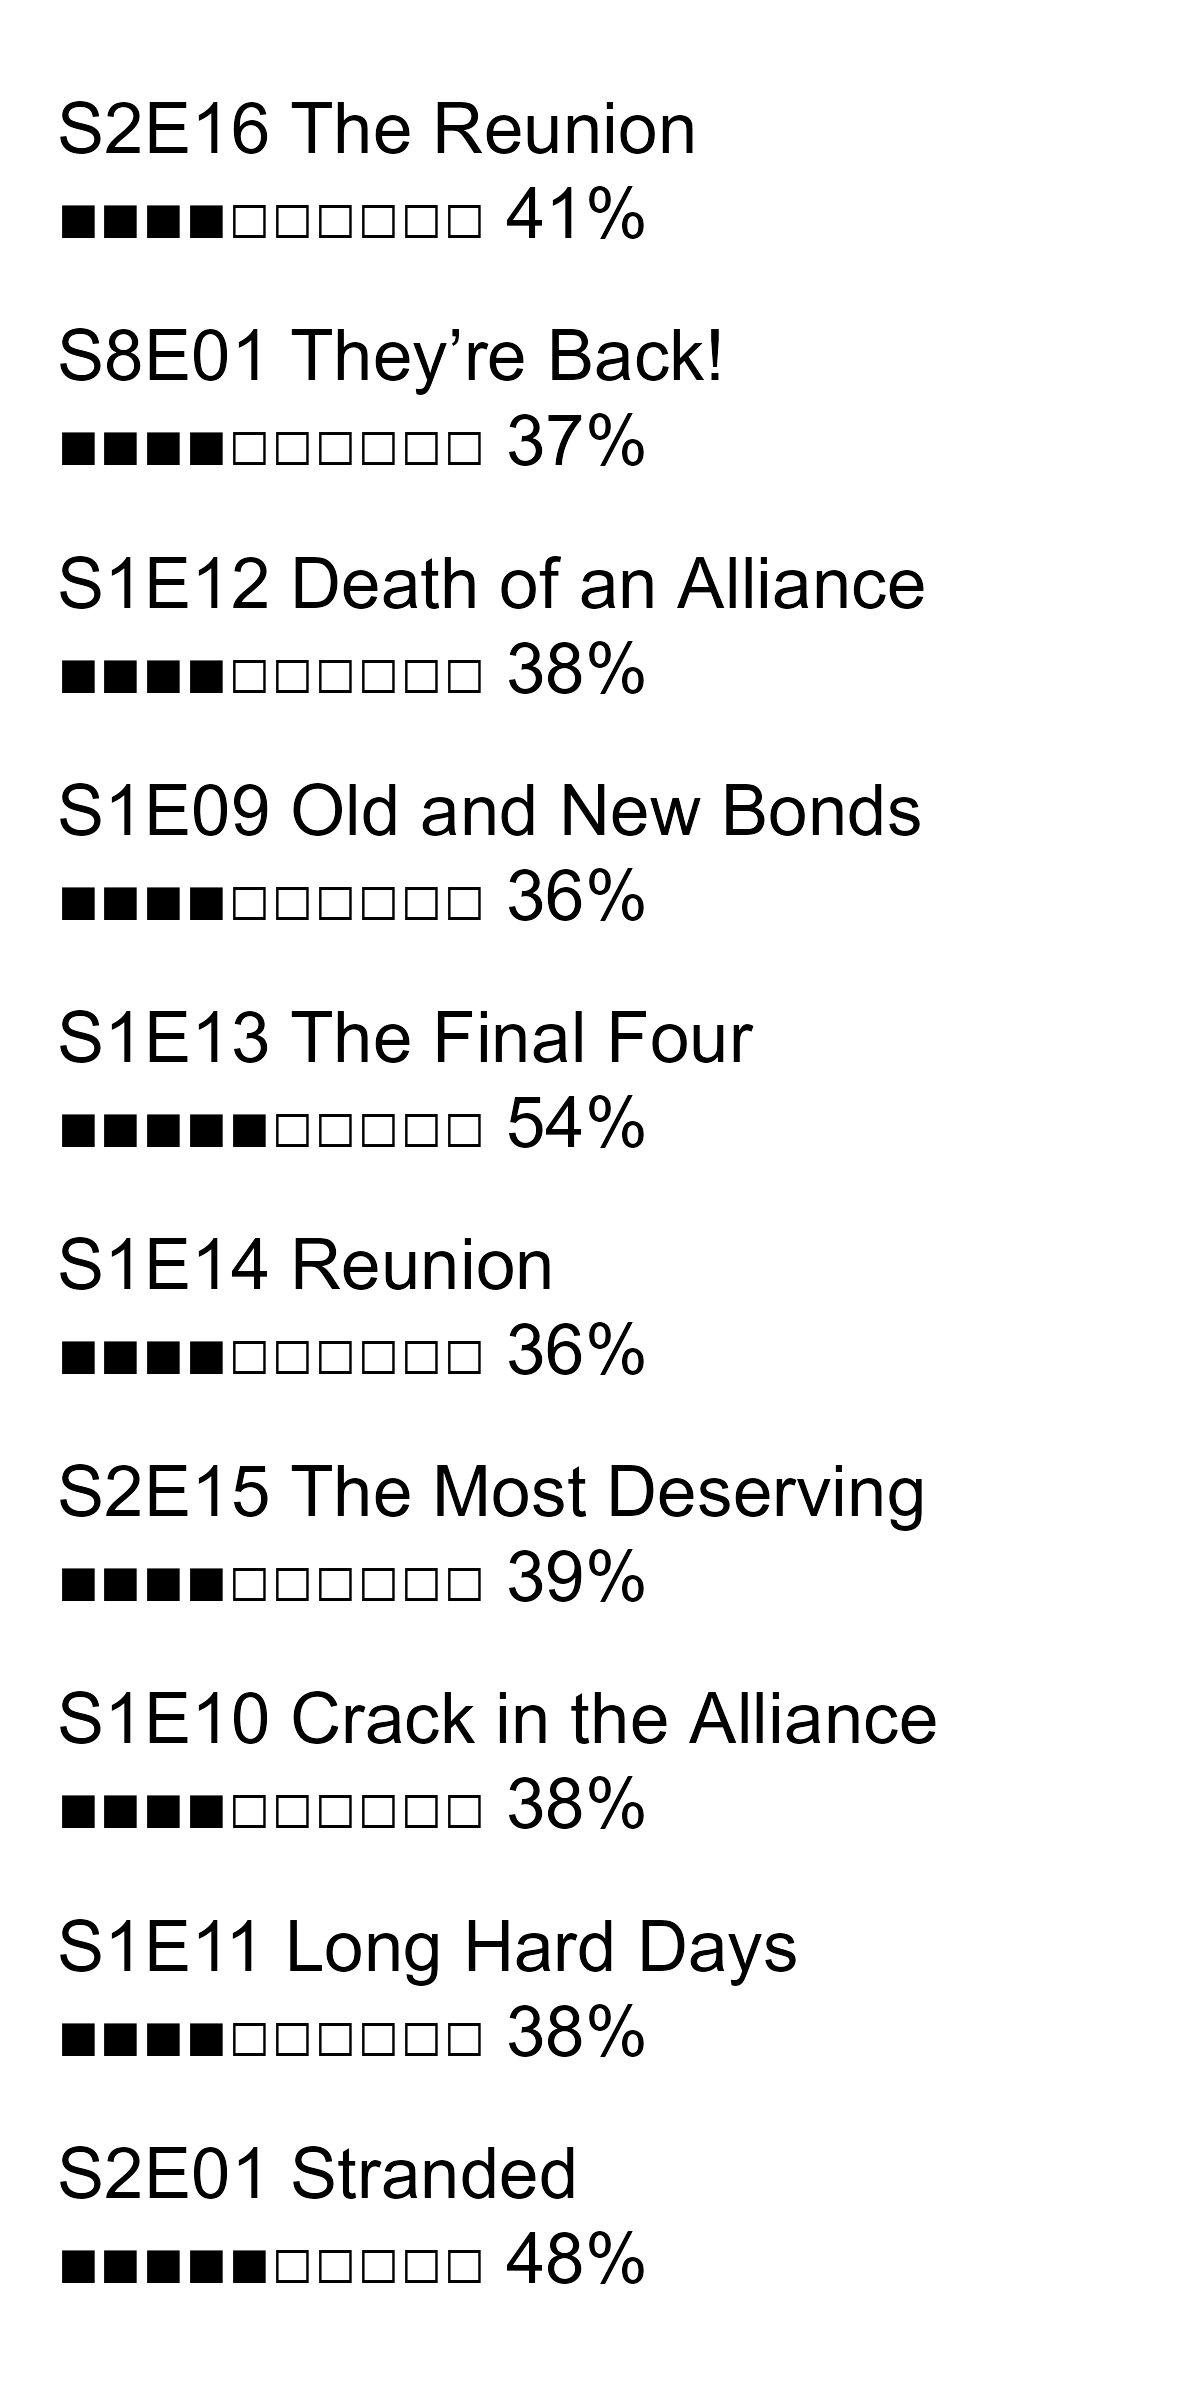 S2E16 The Reunion
■■■■□□□□□□ 41%
S8E01 They’re Back!
■■■■□□□□□□ 37%
S1E12 Death of an Alliance
■■■■□□□□□□ 38%
S1E09 Old and New Bonds
■■■■□□□□□□ 36%
S1E13 The Final Four
■■■■■□□□□□ 54%
S1E14 Reunion
■■■■□□□□□□ 36%
S2E15 The Most Deserving
■■■■□□□□□□ 39%
S1E10 Crack in the Alliance
■■■■□□□□□□ 38%
S1E11 Long Hard Days
■■■■□□□□□□ 38%
S2E01 Stranded
■■■■■□□□□□ 48%